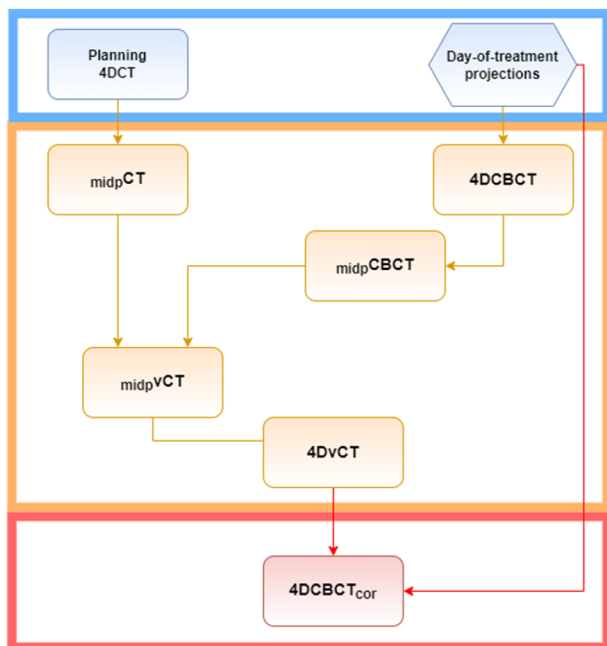 Planning
4DCT
Day-of-treatment
projections
midpCT
4DCBCT
midpCBCT
midpvCT
4DvCT
4DCBCTcor